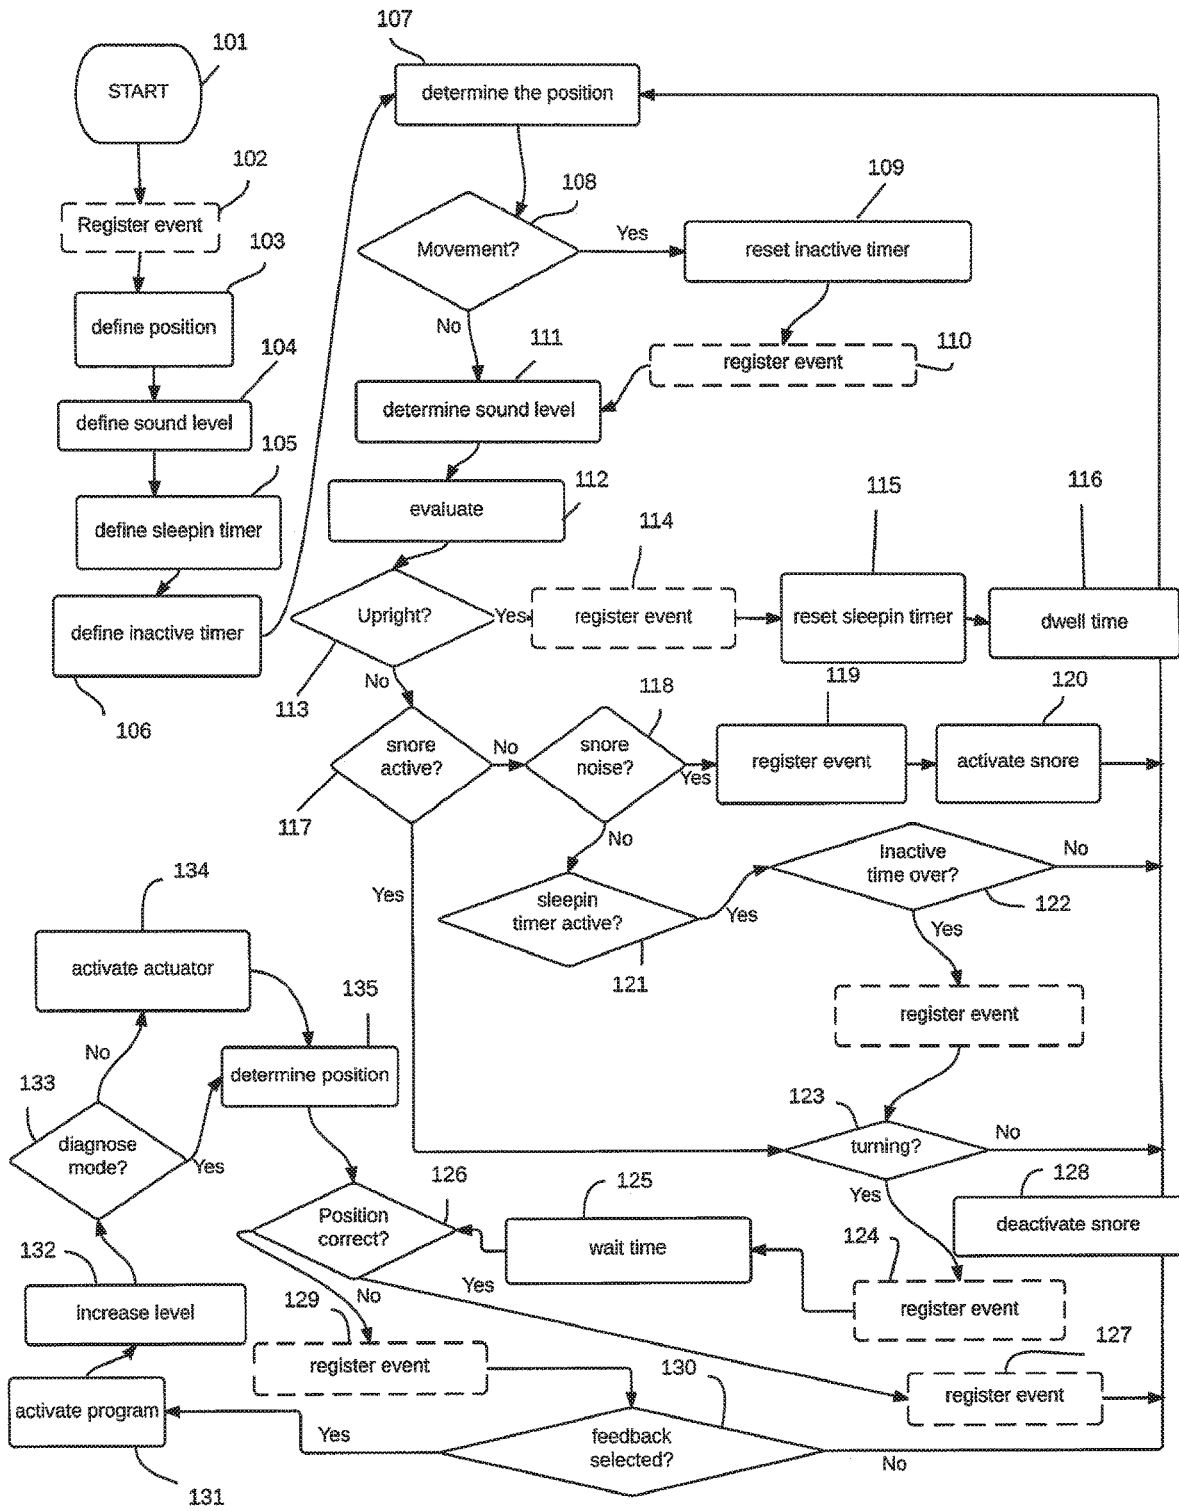 107
101
START
determine the position
102
108
109
Register event
Movement?
Yes
reset inactive timer
103
No
define position
104
111
register event
110
define sound level
determine sound level
105
112
evaluate
115
116
define sleepin timer
114
Upright?
Yes
register event
reset sleepin timer
dwell time
define inactive timer
106
113
No
118
119
120
snore
active?
No
snore
noise?
Yes
register event
activate snore
117
No
Inactive
time over?
No
134
Yes
sleepin
timer active?
Yes
122
Yes
121
activate actuator
135
register event
No
determine position
133
123
diagnose
mode?
Yes
turning?
No
126
125
Yes
128
Position
correct?
wait time
deactivate snore
132
124
No
Yes
register event
increase level
129
127
register event
130
register event
activate program
Yes
feedback
selected?
No
131